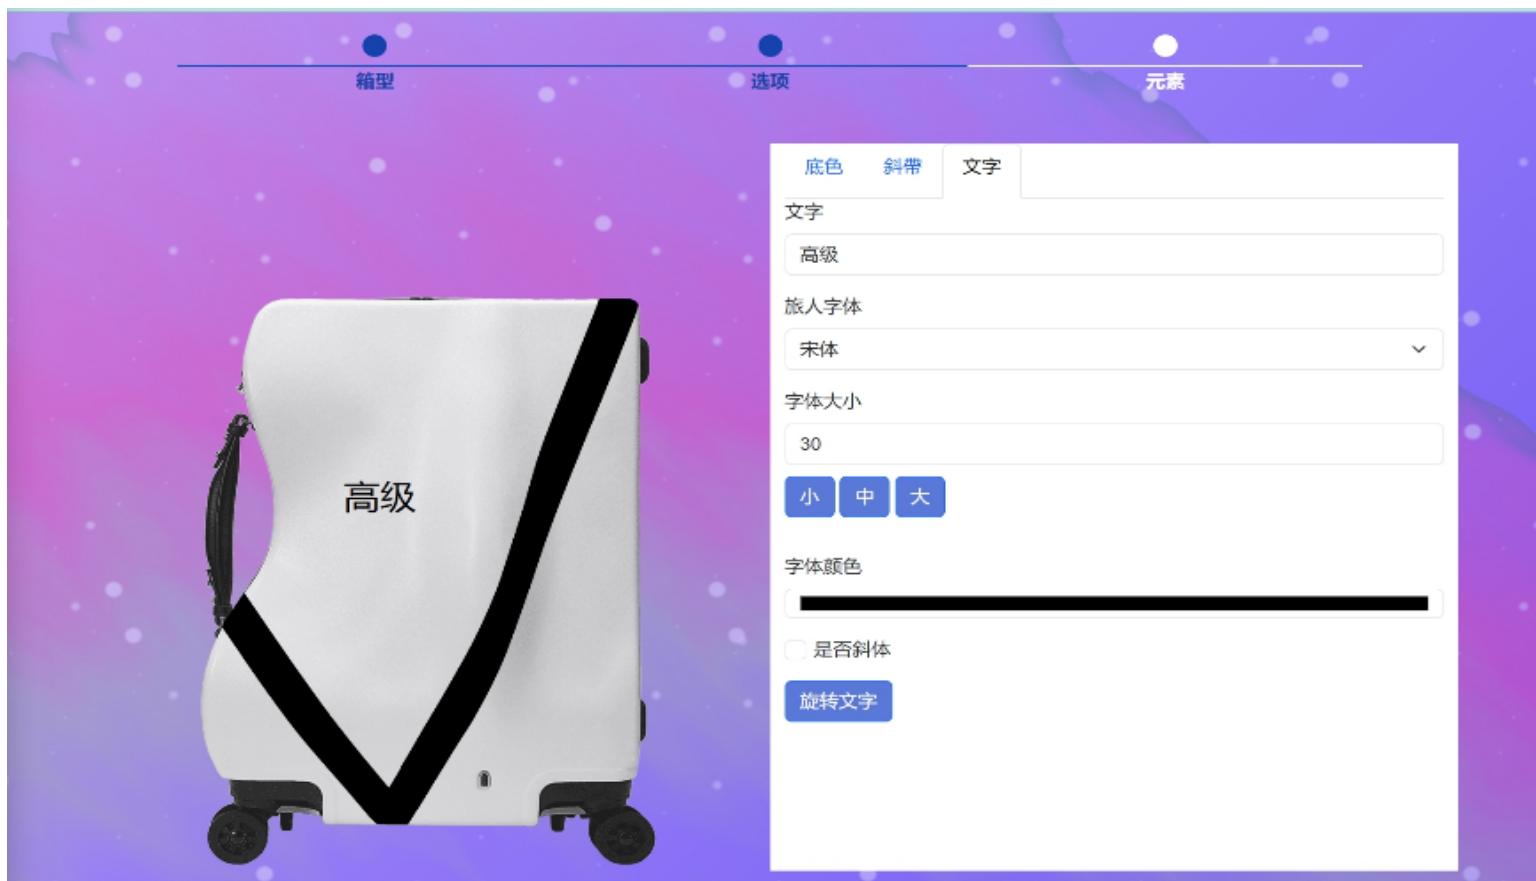 箱型
选项
元素
底色 斜帶 文字
文字
高级
旅人字体
宋体
字体大小
30
小 中 大
字体颜色
是否斜体
旋转文字
高级